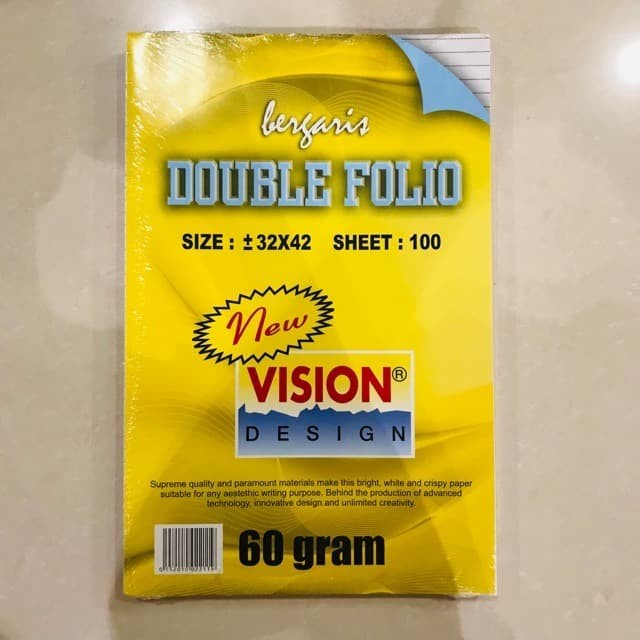 bergaris
DOUBLE FOLIO
SIZE : ± 32X42 SHEET : 100
New
VISION®
DESIGN
Supreme quality and paramount materials make this bright, white and crispy paper
suitable for any aestethic writing purpose. Behind the production of advanced
technology, innovative design and unlimited creativity.
60 gram